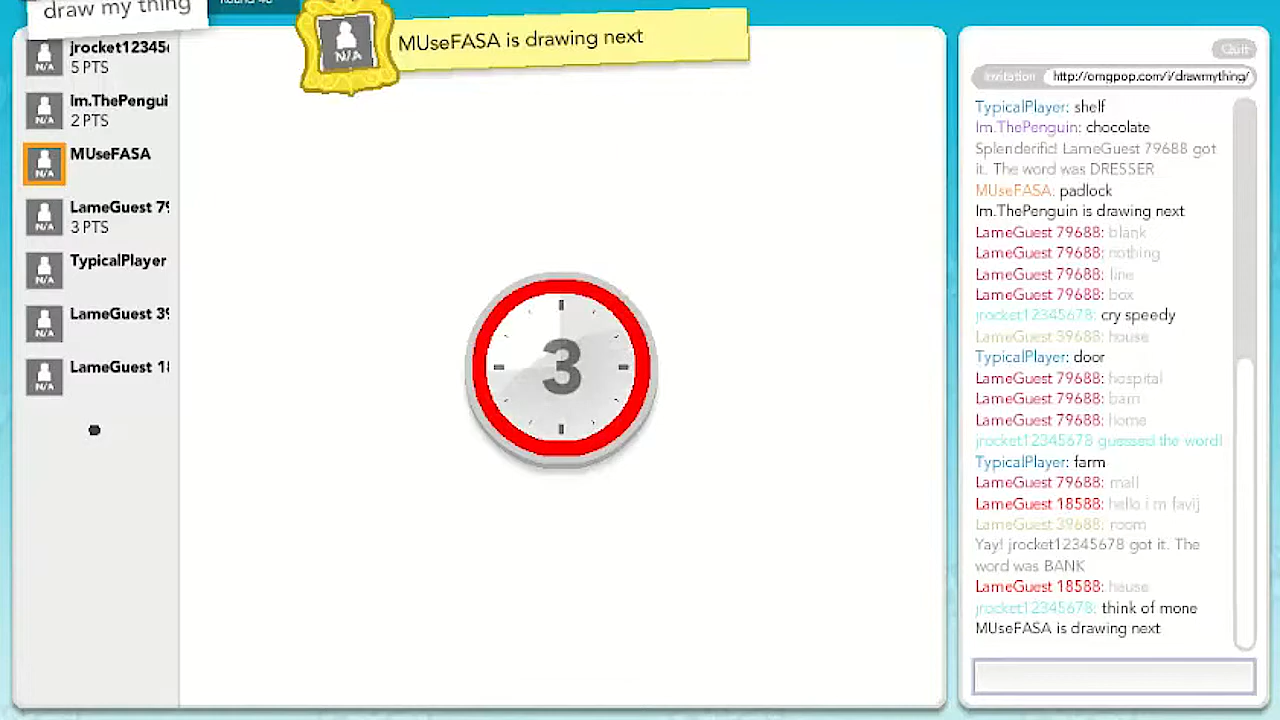 draw my thing
MUseFASA is drawing next
N/A
jrocket12345
5 PTS
N/A
Im.ThePengui
2 PTS
N/A
MUseFASA
N/A
LameGuest 79
3 PTS
N/A
TypicalPlayer
N/A
LameGuest 39
N/A
LameGuest 18
N/A
3
Quit
Invitation http://omgpop.com/i/drawmything/
TypicalPlayer: shelf
Im.ThePenguin: chocolate
Splenderific! LameGuest 79688 got
it. The word was DRESSER
MUseFASA: padlock
Im.ThePenguin is drawing next
LameGuest 79688: blank
LameGuest 79688: nothing
LameGuest 79688: line
LameGuest 79688: box
jrocket12345678: cry speedy
LameGuest 39688: house
TypicalPlayer: door
LameGuest 79688: hospital
LameGuest 79688: barn
LameGuest 79688: home
jrocket12345678 guessed the word!
TypicalPlayer: farm
LameGuest 79688: mall
LameGuest 18588: hello i m favij
LameGuest 39688: room
Yay! jrocket12345678 got it. The
word was BANK
LameGuest 18588: hause
jrocket12345678: think of mone
MUseFASA is drawing next